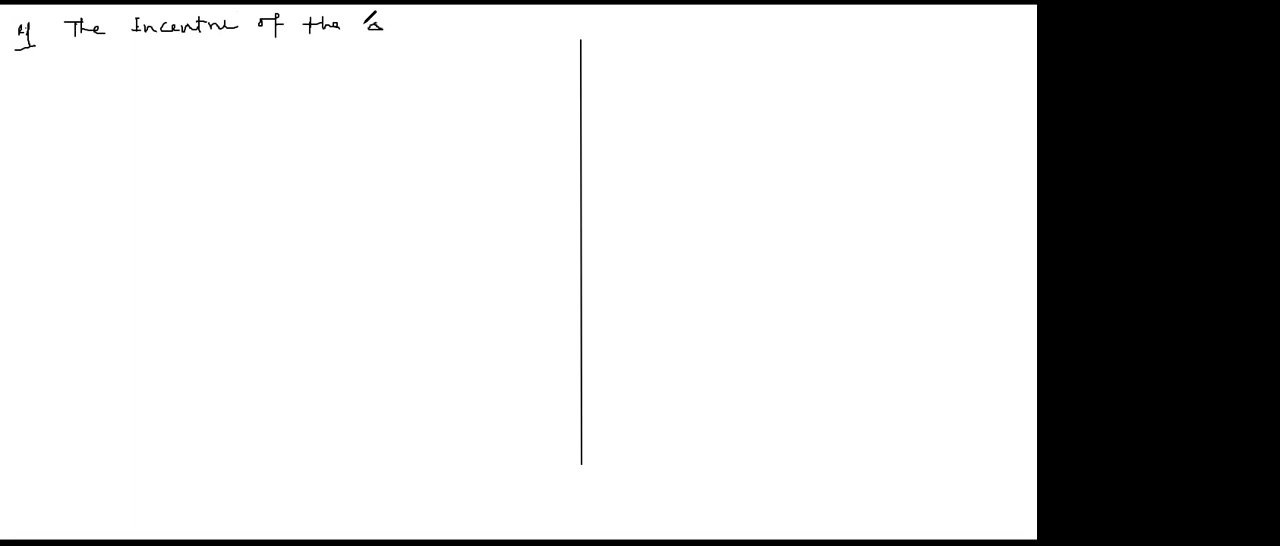 The Incentre of the Δ